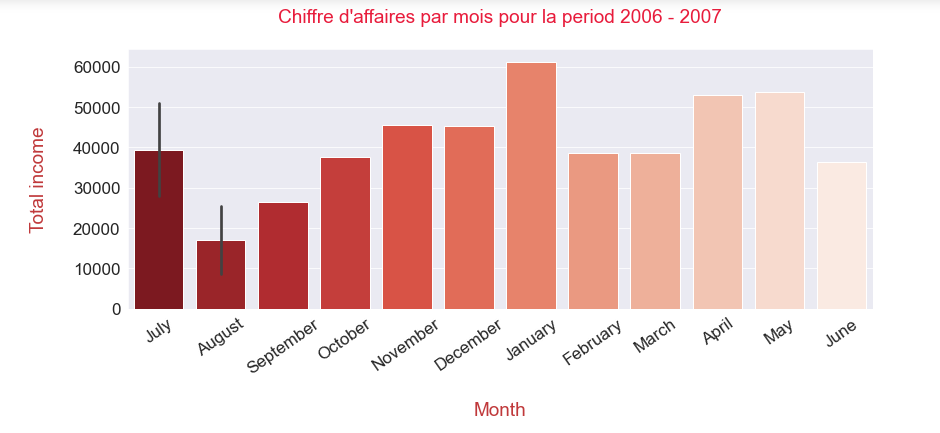 Chiffre d'affaires par mois pour la period 2006 - 2007
Total income
60000
50000
40000
30000
20000
10000
0
July
August
September
October
November
December
January
February
March
April
May
June
Month